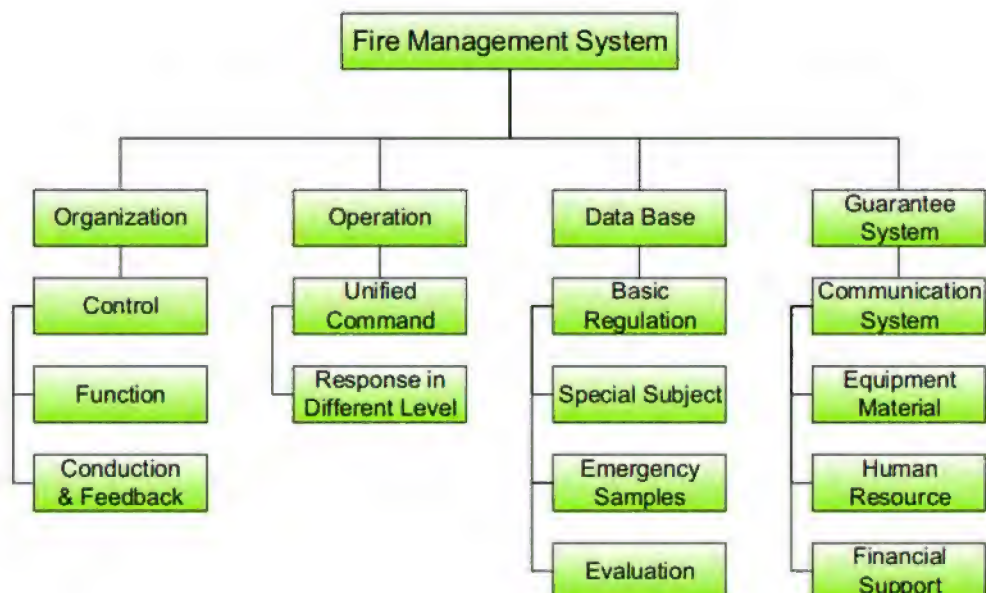 Fire Management System
Organization
Control
Function
Conduction
& Feedback
Operation
Unified
Command
Response in
Different Level
Data Base
Basic
Regulation
Special Subject
Emergency
Samples
Evaluation
Guarantee
System
Communication
System
Equipment
Material
Human
Resource
Financial
Support